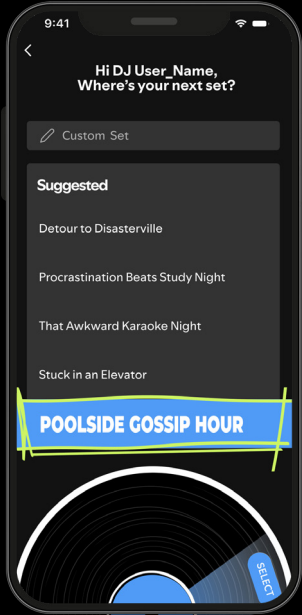 9:41
Hi DJ User_Name,
Where's your next set?
Custom Set
Suggested
Detour to Disasterville
Procrastination Beats Study Night
That Awkward Karaoke Night
Stuck in an Elevator
POOLSIDE GOSSIP HOUR
SELECT